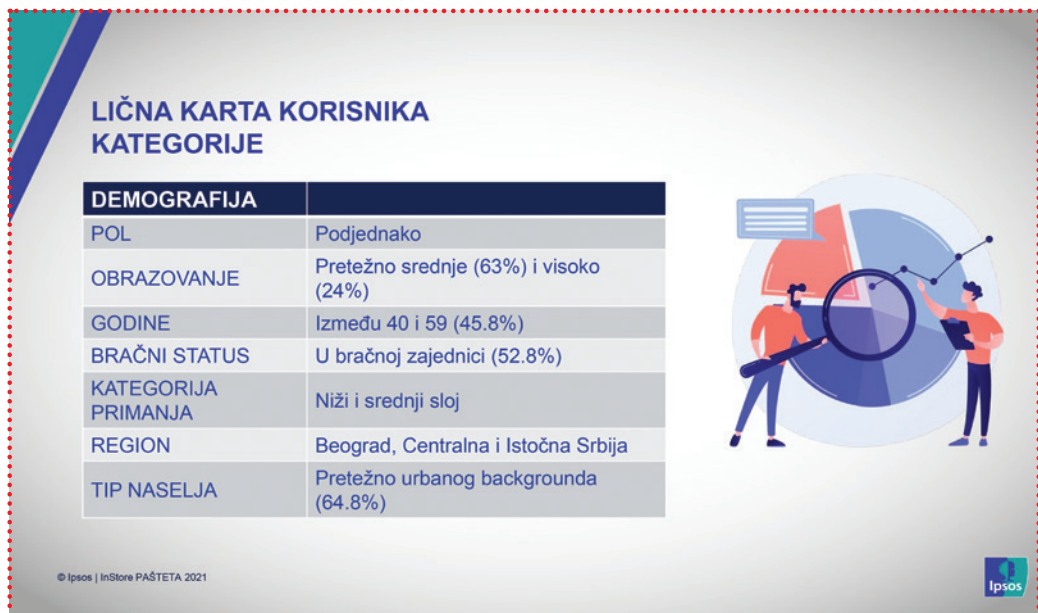 LIČNA KARTA KORISNIKA
KATEGORIJE
DEMOGRAFIJA
POL Podjednako
OBRAZOVANJE Pretežno srednje (63%) i visoko
(24%)
GODINE Između 40 i 59 (45.8%)
BRAČNI STATUS U bračnoj zajednici (52.8%)
KATEGORIJA
PRIMANJA Niži i srednji sloj
REGION Beograd, Centralna i Istočna Srbija
TIP NASELJA Pretežno urbanog backgrounda
(64.8%)
© Ipsos | InStore PAŠTETA 2021
Ipsos